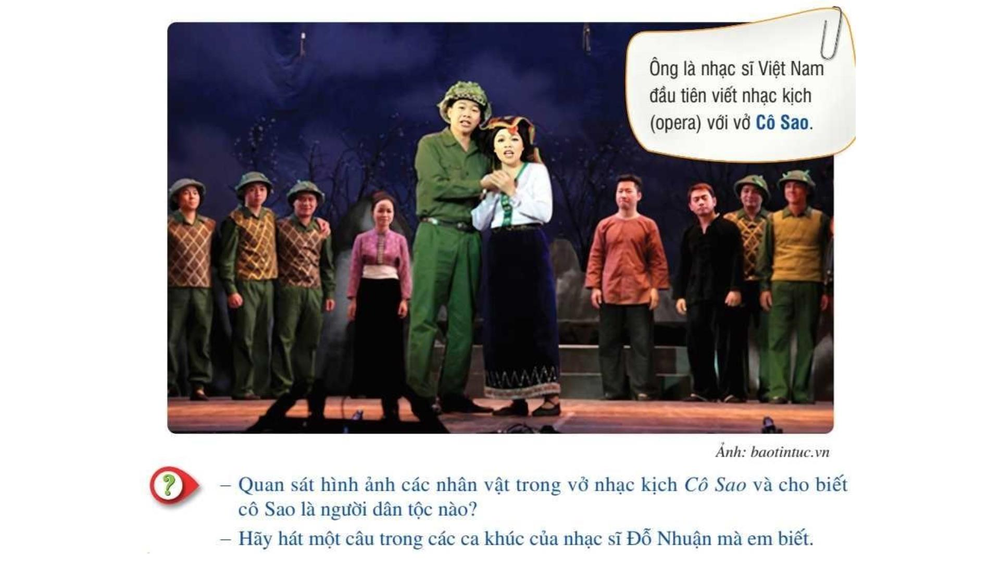 Ông là nhạc sĩ Việt Nam
đầu tiên viết nhạc kịch
(opera) với vở Cô Sao.
Ảnh: baotintuc.vn
?
– Quan sát hình ảnh các nhân vật trong vở nhạc kịch Cô Sao và cho biết
cô Sao là người dân tộc nào?
– Hãy hát một câu trong các ca khúc của nhạc sĩ Đỗ Nhuận mà em biết.